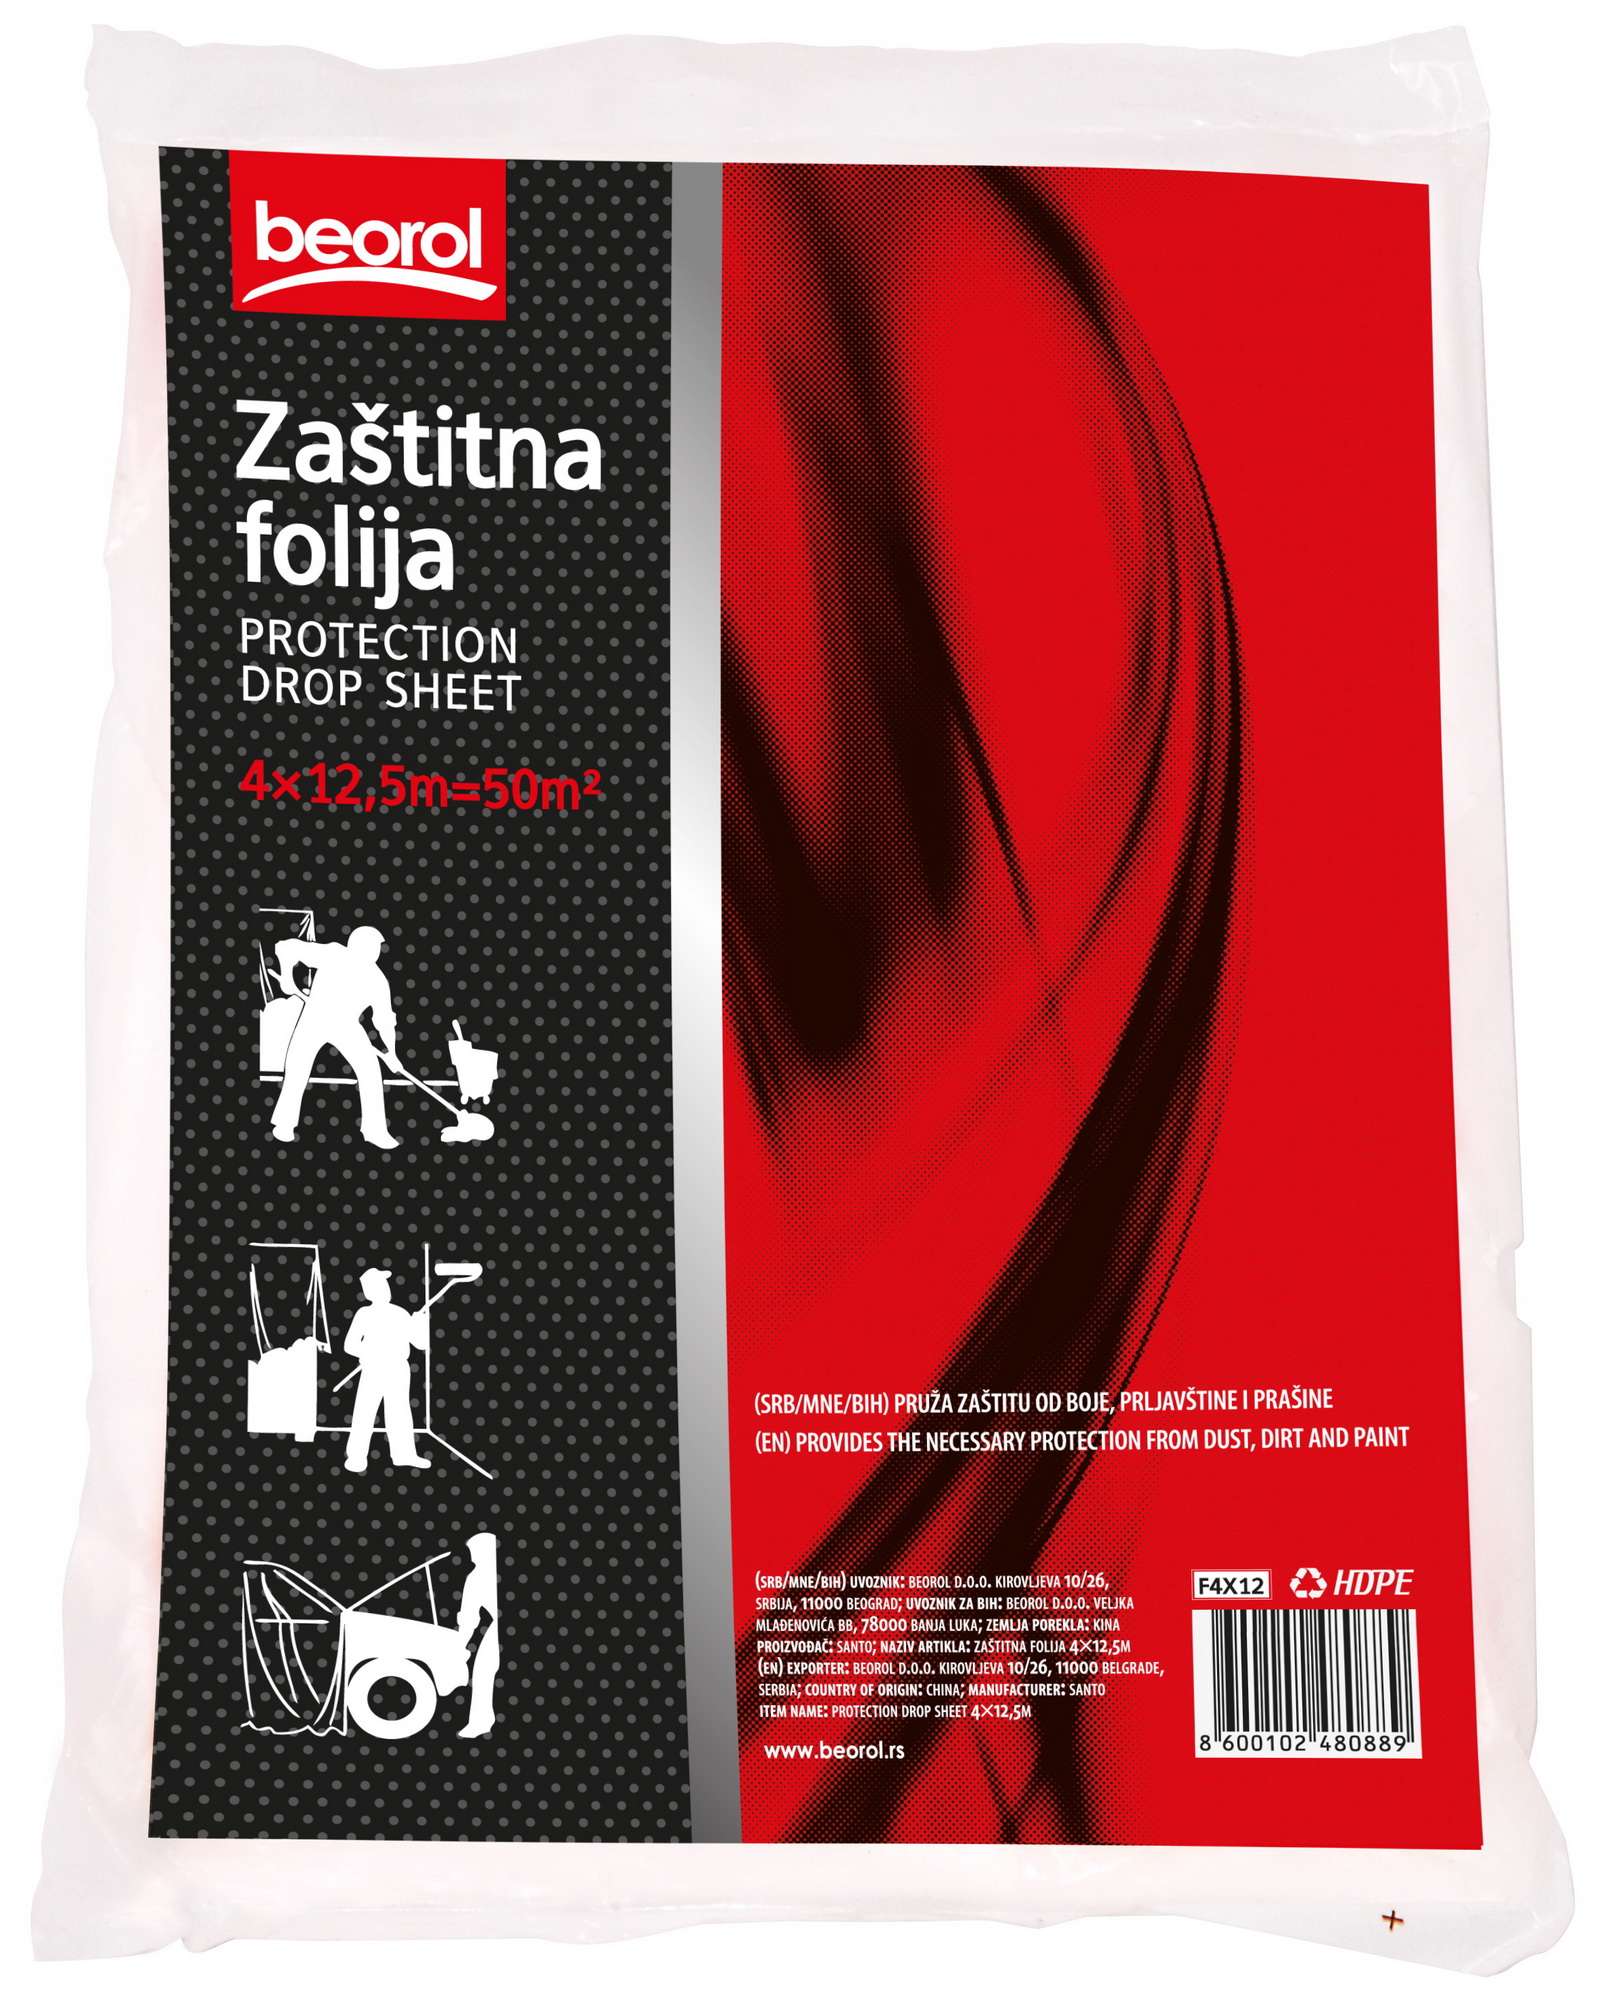 beorol
Zaštitna
folija
PROTECTION
DROP SHEET
4×12,5m=50m²
(SRB/MNE/BIH) PRUŽA ZAŠTITU OD BOJE, PRLJAVŠTINE I PRAŠINE
(EN) PROVIDES THE NECESSARY PROTECTION FROM DUST, DIRT AND PAINT
(SRB/MNE/BIH) UVOZNIK: BEOROL D.O.O. KIROVLJEVA 10/26,
SRBIJA, 11000 BEOGRAD; UVOZNIK ZA BIH: BEOROL D.O.O. VELJKA
MLAĐENOVIĆA BB, 78000 BANJA LUKA; ZEMLJA POREKLA: KINA
PROIZVOĐAČ: SANTO; NAZIV ARTIKLA: ZAŠTITNA FOLIJA 4×12,5M
(EN) EXPORTER: BEOROL D.O.O. KIROVLJEVA 10/26, 11000 BELGRADE,
SERBIA; COUNTRY OF ORIGIN: CHINA; MANUFACTURER: SANTO
ITEM NAME: PROTECTION DROP SHEET 4×12,5M
www.beorol.rs
F4X12 HDPE
8 600102 480889